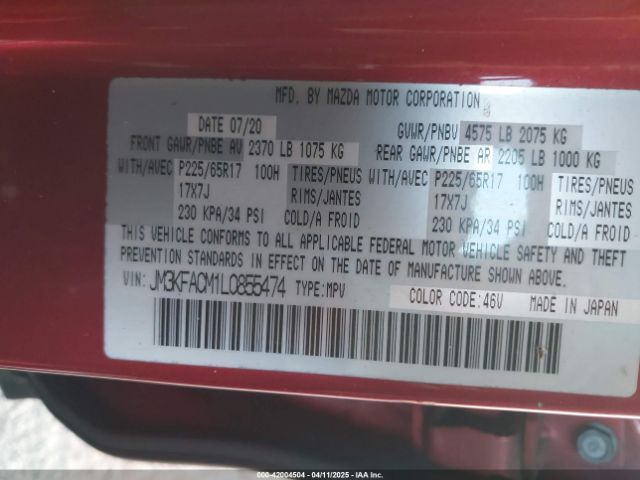 MFD. BY MAZDA MOTOR CORPORATION
DATE 07/20 GVWR/PNBV 4575 LB 2075 KG
FRONT GAWR/PNBE AV 2370 LB 1075 KG REAR GAWR/PNBE AR 2205 LB 1000 KG
WITH/AVEC P225/65R17 100H TIRES/PNEUS WITH/AVEC P225/65R17 100H TIRES/PNEUS
17X7J RIMS/JANTES 17X7J RIMS/JANTES
230 KPA/34 PSI COLD/A FROID 230 KPA/34 PSI COLD/A FROID
CONFORMS TO ALL APPLICABLE FEDERAL MOTOR VEHICLE SAFETY AND THEFT
PREVENTION STANDARDS IN EFFECT ON THE DATE OF MANUFACTURE SHOWN ABOVE.
VIN: JM3KFACM1L0855474 TYPE:MPV COLOR CODE:46V MADE IN JAPAN
000-42004504 - 04/11/2025 - IAAI.com